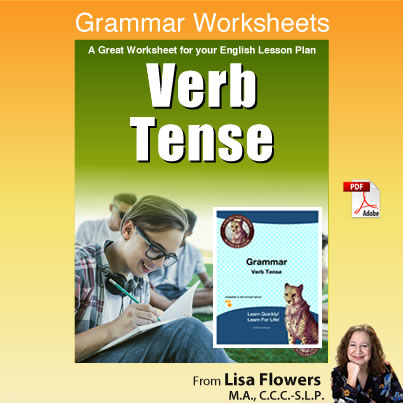 Grammar Worksheets
A Great Worksheet for your English Lesson Plan
Verb
Tense
PDF
Adobe
Grammar
Verb Tense
Learn Quickly!
Learn For Life!
From Lisa Flowers
M.A., C.C.C.-S.L.P.